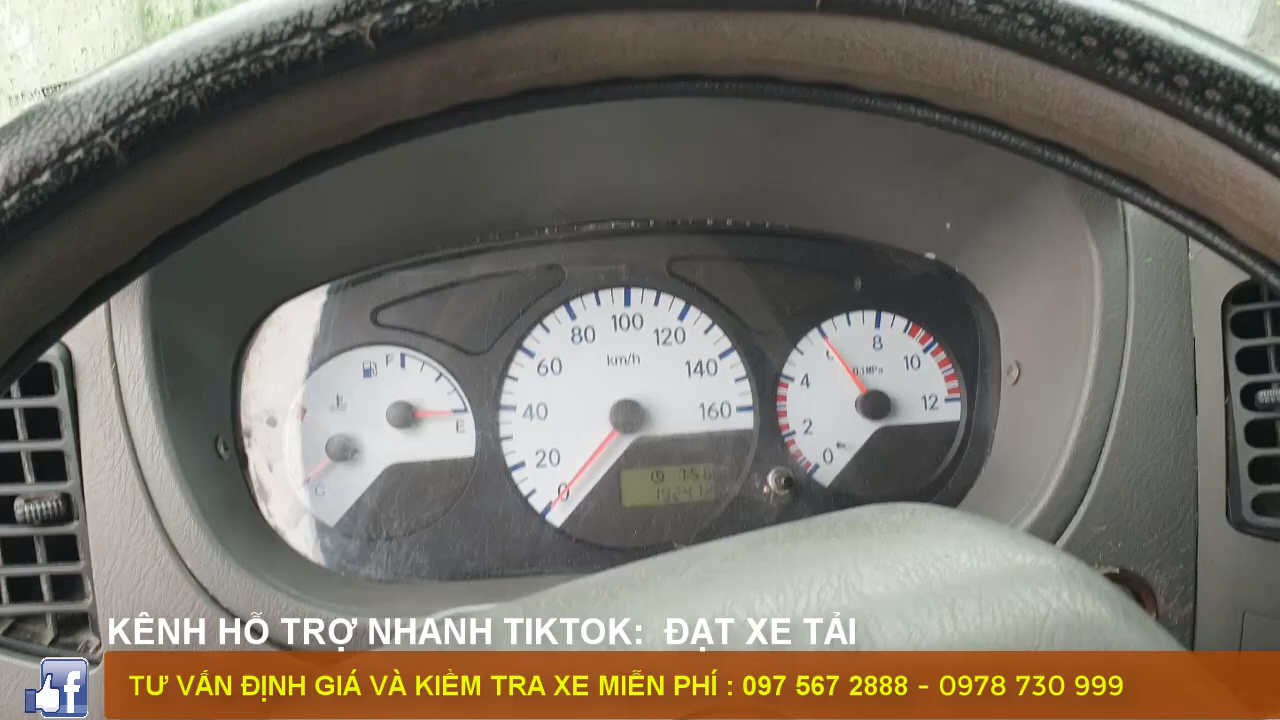 F
E
C
0
20
40
60
80
100
120
140
160
km/h
0
2
4
6
8
10
12
KÊNH HỖ TRỢ NHANH TIKTOK: ĐẠT XE TẢI
f
TƯ VẤN ĐỊNH GIÁ VÀ KIỂM TRA XE MIỄN PHÍ : 097 567 2888 - 0978 730 999